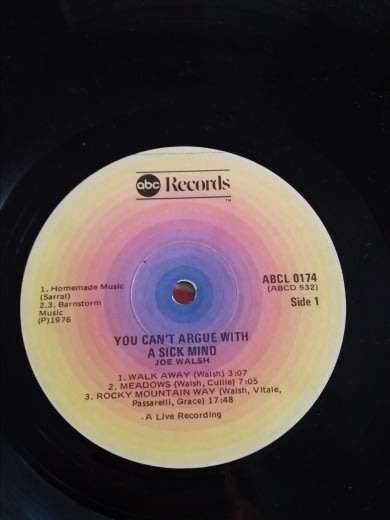 abc Records
TM
ABCL 0174
(ABCD 932)
Side 1
1. Homemade Music
(Sarral)
2.3. Barnstorm
Music
(P)1976
YOU CAN'T ARGUE WITH
A SICK MIND
JOE WALSH
1. WALK AWAY (Walsh) 3:07
2. MEADOWS (Walsh, Cullie) 7:05
3. ROCKY MOUNTAIN WAY (Walsh, Vitale,
Passarelli, Grace) 17:48
A Live Recording